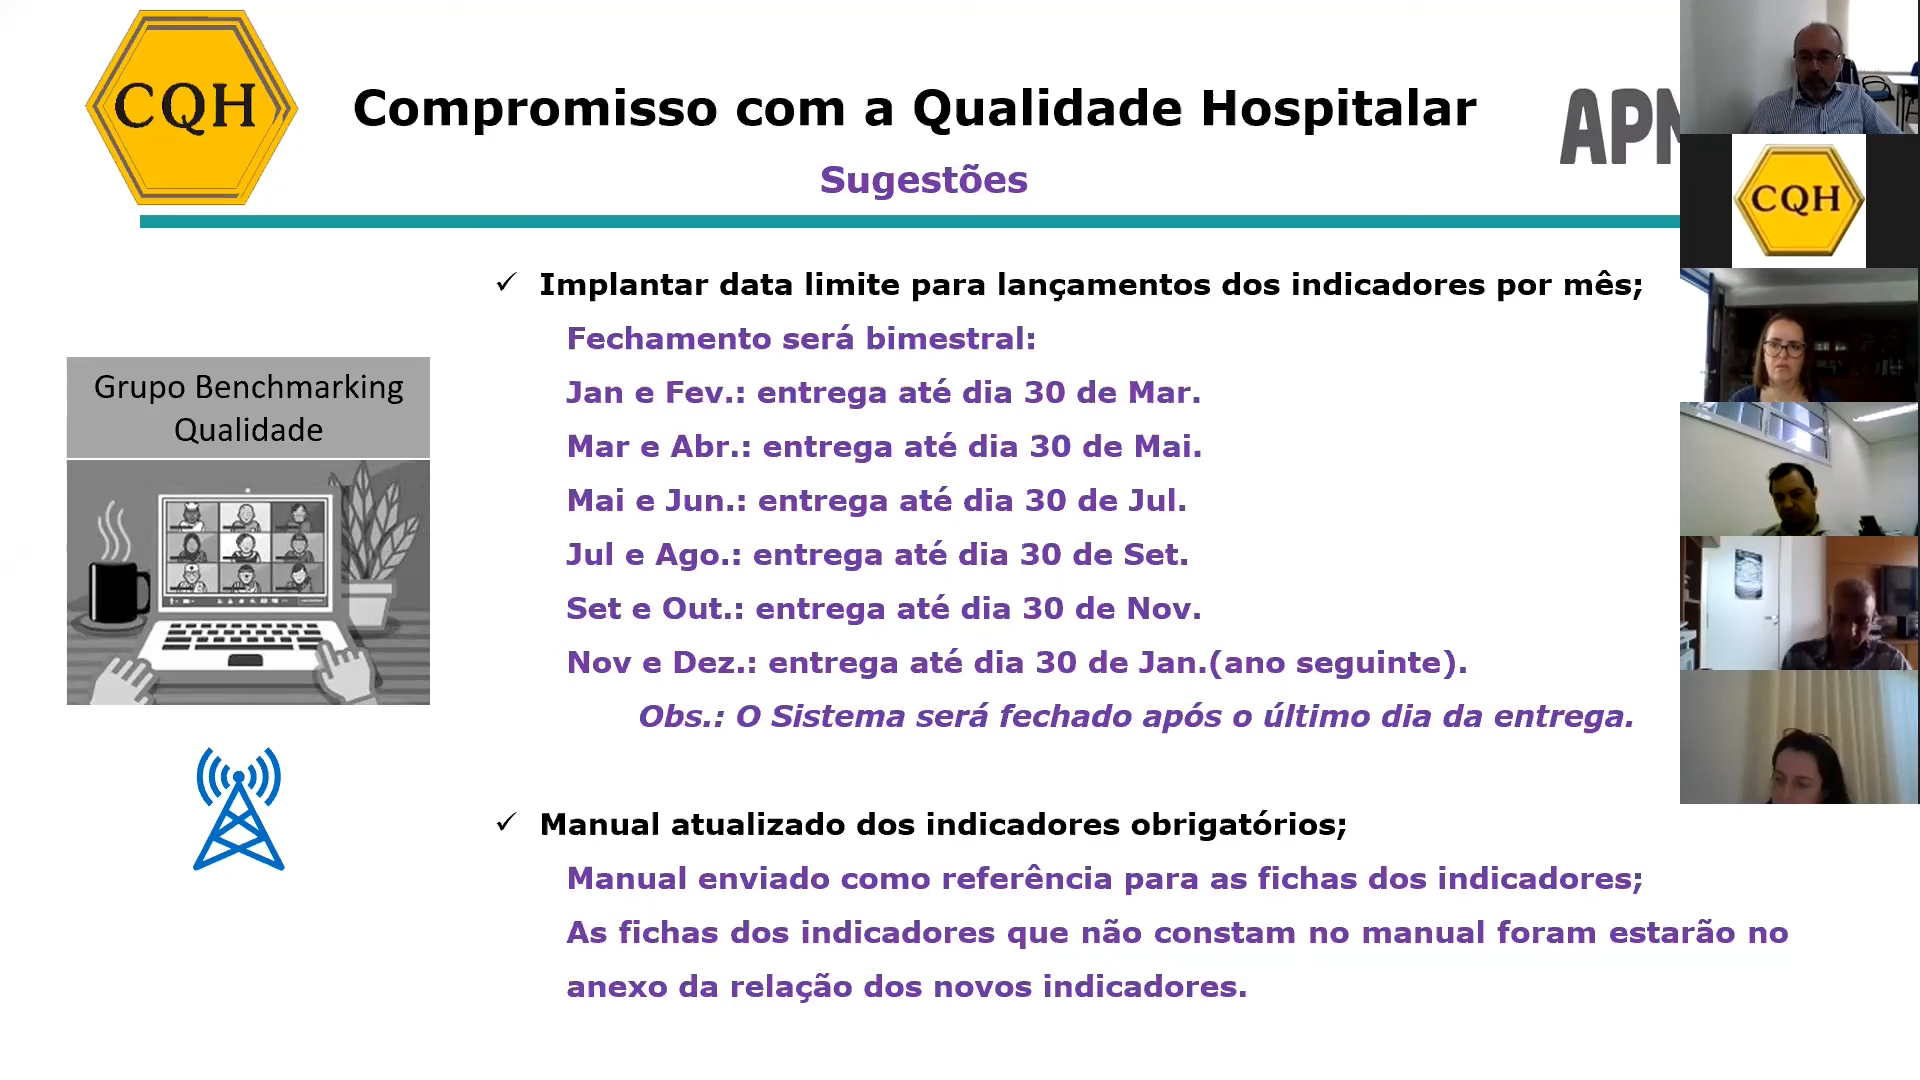 CQH
Compromisso com a Qualidade Hospitalar
Sugestões
CQH
Implantar data limite para lançamentos dos indicadores por mês;
Fechamento será bimestral:
Jan e Fev.: entrega até dia 30 de Mar.
Mar e Abr.: entrega até dia 30 de Mai.
Mai e Jun.: entrega até dia 30 de Jul.
Jul e Ago.: entrega até dia 30 de Set.
Set e Out.: entrega até dia 30 de Nov.
Nov e Dez.: entrega até dia 30 de Jan.(ano seguinte).
Obs.: O Sistema será fechado após o último dia da entrega.
Grupo Benchmarking
Qualidade
Manual atualizado dos indicadores obrigatórios;
Manual enviado como referência para as fichas dos indicadores;
As fichas dos indicadores que não constam no manual foram estarão no
anexo da relação dos novos indicadores.